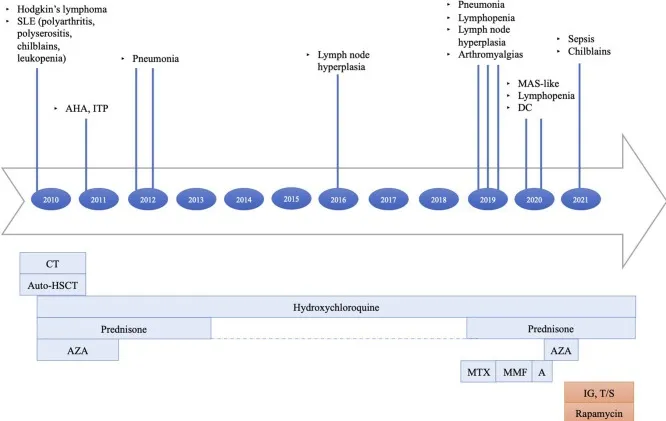 ‣ Hodgkin's lymphoma
‣ SLE (polyarthritis,
polyserositis,
chilblains,
leukopenia)
‣ AHA, ITP
‣ Pneumonia
‣ Lymph node
hyperplasia
‣ Pneumonia
‣ Lymphopenia
‣ Lymph node
hyperplasia
‣ Arthromyalgias
‣ MAS-like
‣ Lymphopenia
‣ DC
‣ Sepsis
‣ Chilblains
2010 2011 2012 2013 2014 2015 2016 2017 2018 2019 2020 2021
CT
Auto-HSCT
Hydroxychloroquine
Prednisone Prednisone
AZA AZA
MTX MMF A
IG, T/S
Rapamycin